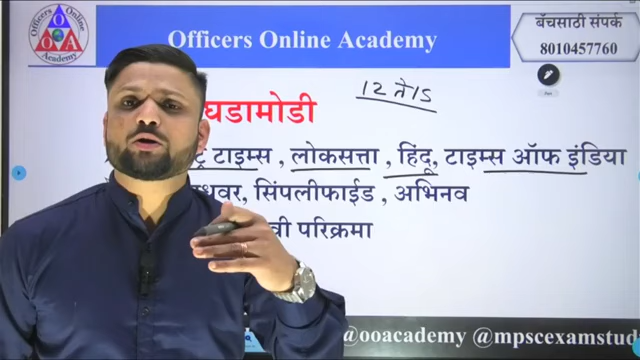 Officers Online Academy
Officers Online
OOA
Academy
बॅचसाठी संपर्क
8010457760
12 ते 15
घडामोडी
टाइम्स , लोकसत्ता , हिंदू, टाइम्स ऑफ इंडिया
सिंपलीफाईड , अभिनव
परिक्रमा
@ooacademy @mpscexamstud